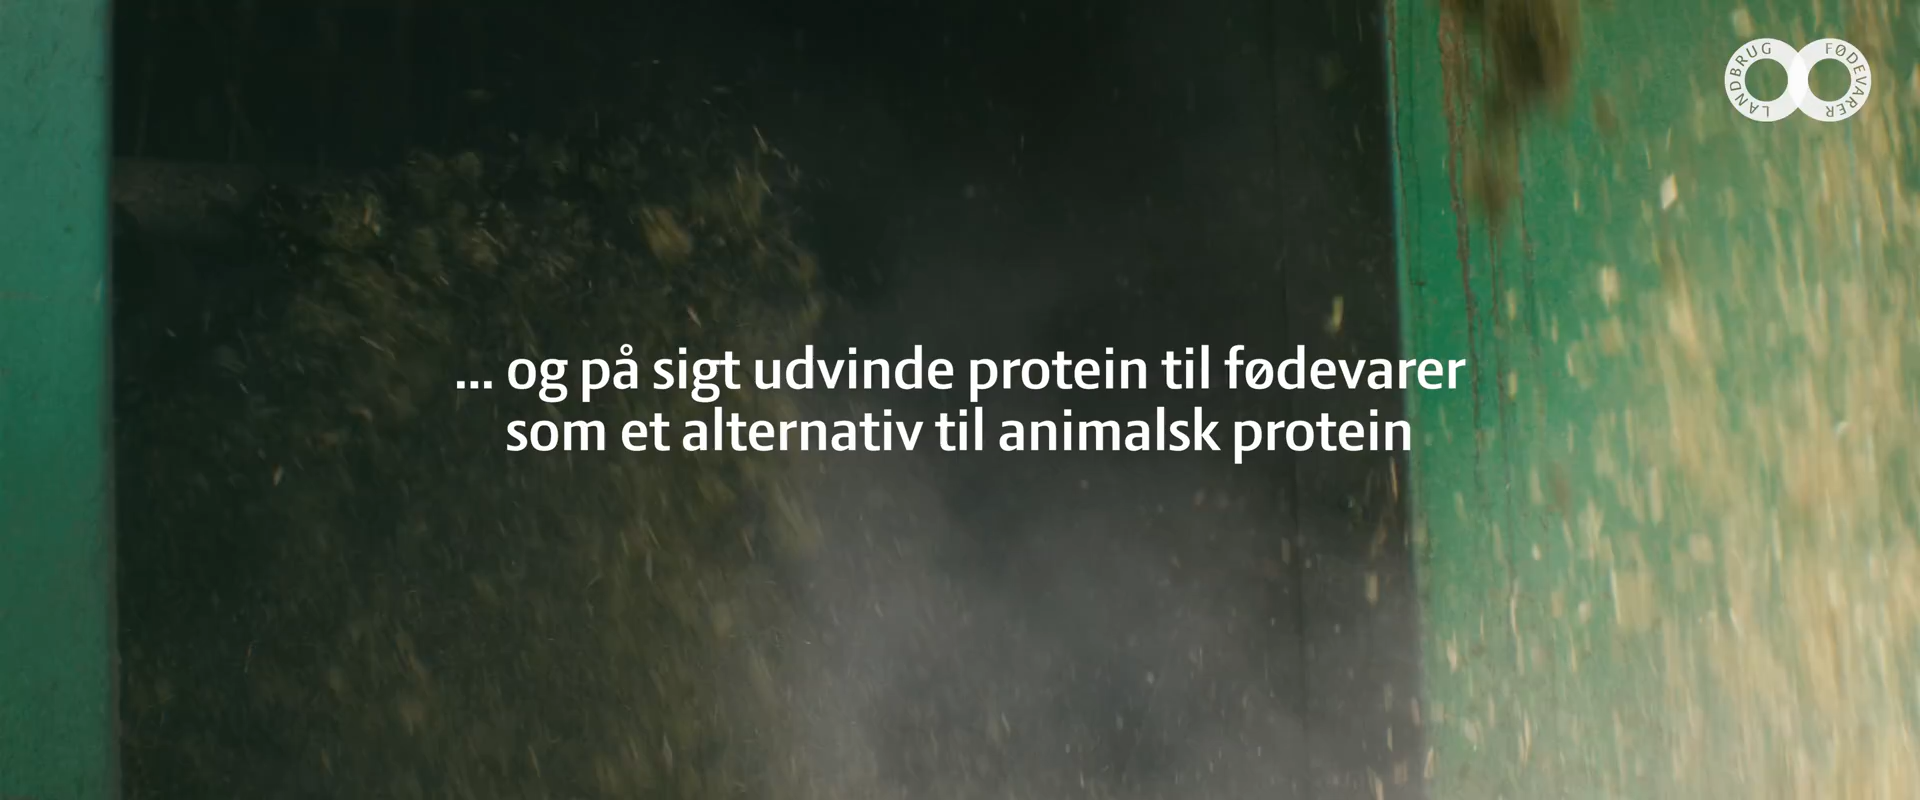 LANDBRUG FØDEVARER
... og på sigt udvinde protein til fødevarer
som et alternativ til animalsk protein